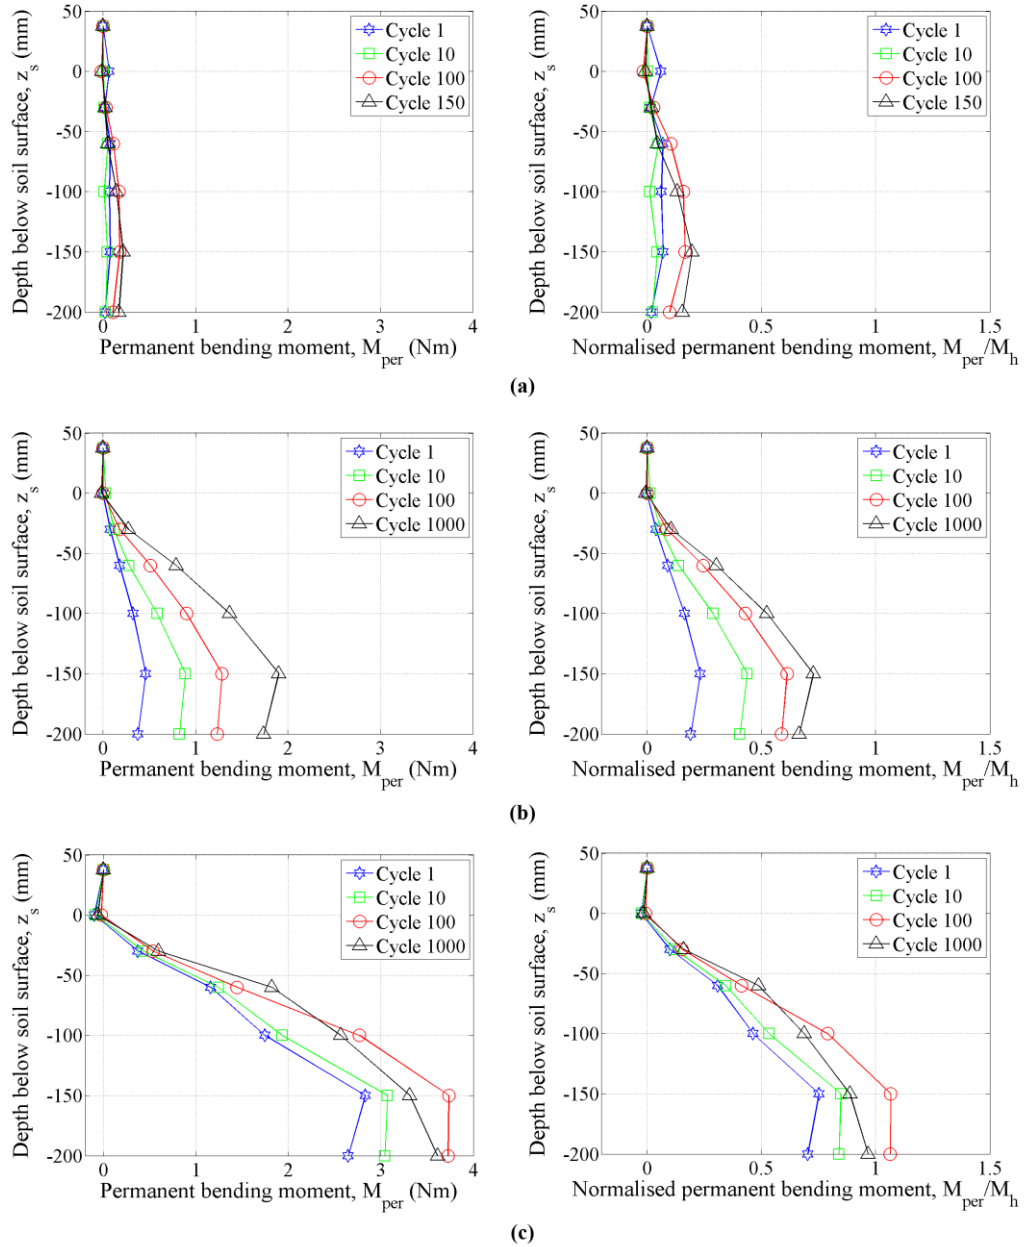 50
0
-50
-100
-150
-200
Depth below soil surface, z_s (mm)
0 1 2 3 4
Permanent bending moment, M_per (Nm)
Cycle 1
Cycle 10
Cycle 100
Cycle 150
50
0
-50
-100
-150
-200
Depth below soil surface, z_s (mm)
0 0.5 1 1.5
Normalised permanent bending moment, M_per/M_h
Cycle 1
Cycle 10
Cycle 100
Cycle 150
(a)
50
0
-50
-100
-150
-200
Depth below soil surface, z_s (mm)
0 1 2 3 4
Permanent bending moment, M_per (Nm)
Cycle 1
Cycle 10
Cycle 100
Cycle 1000
50
0
-50
-100
-150
-200
Depth below soil surface, z_s (mm)
0 0.5 1 1.5
Normalised permanent bending moment, M_per/M_h
Cycle 1
Cycle 10
Cycle 100
Cycle 1000
(b)
50
0
-50
-100
-150
-200
Depth below soil surface, z_s (mm)
0 1 2 3 4
Permanent bending moment, M_per (Nm)
Cycle 1
Cycle 10
Cycle 100
Cycle 1000
50
0
-50
-100
-150
-200
Depth below soil surface, z_s (mm)
0 0.5 1 1.5
Normalised permanent bending moment, M_per/M_h
Cycle 1
Cycle 10
Cycle 100
Cycle 1000
(c)